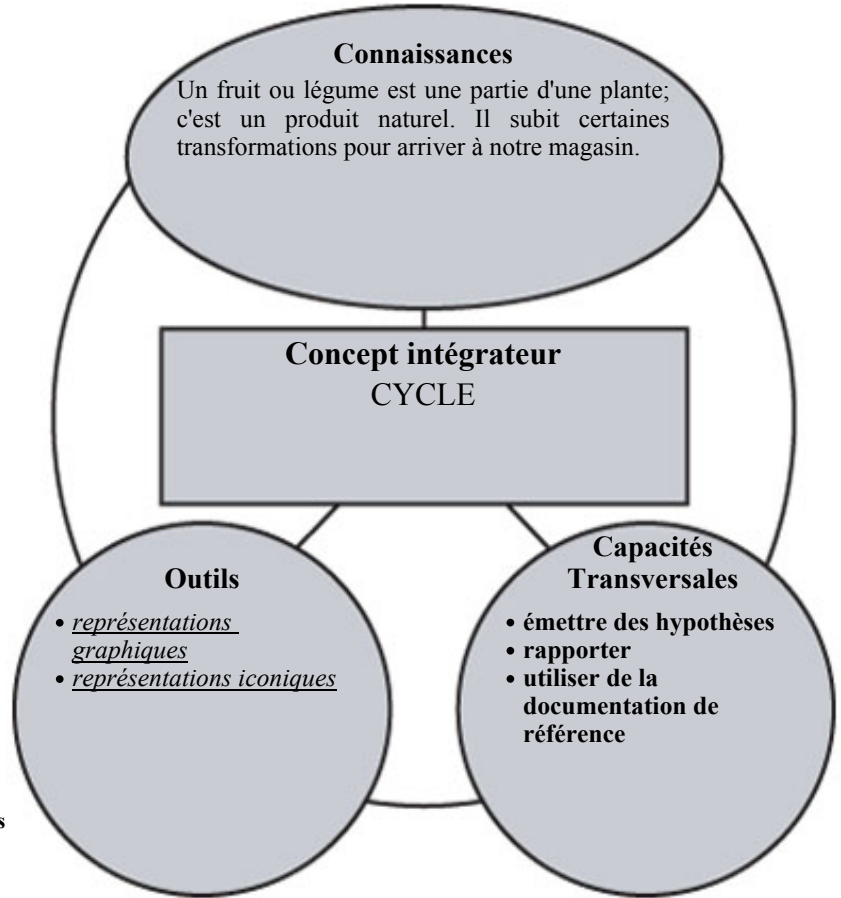 Connaissances
Un fruit ou légume est une partie d'une plante;
c'est un produit naturel. Il subit certaines
transformations pour arriver à notre magasin.
Concept intégrateur
CYCLE
Outils
• représentations
graphiques
• représentations iconiques
Capacités
Transversales
• émettre des hypothèses
• rapporter
• utiliser de la
documentation de
référence
s